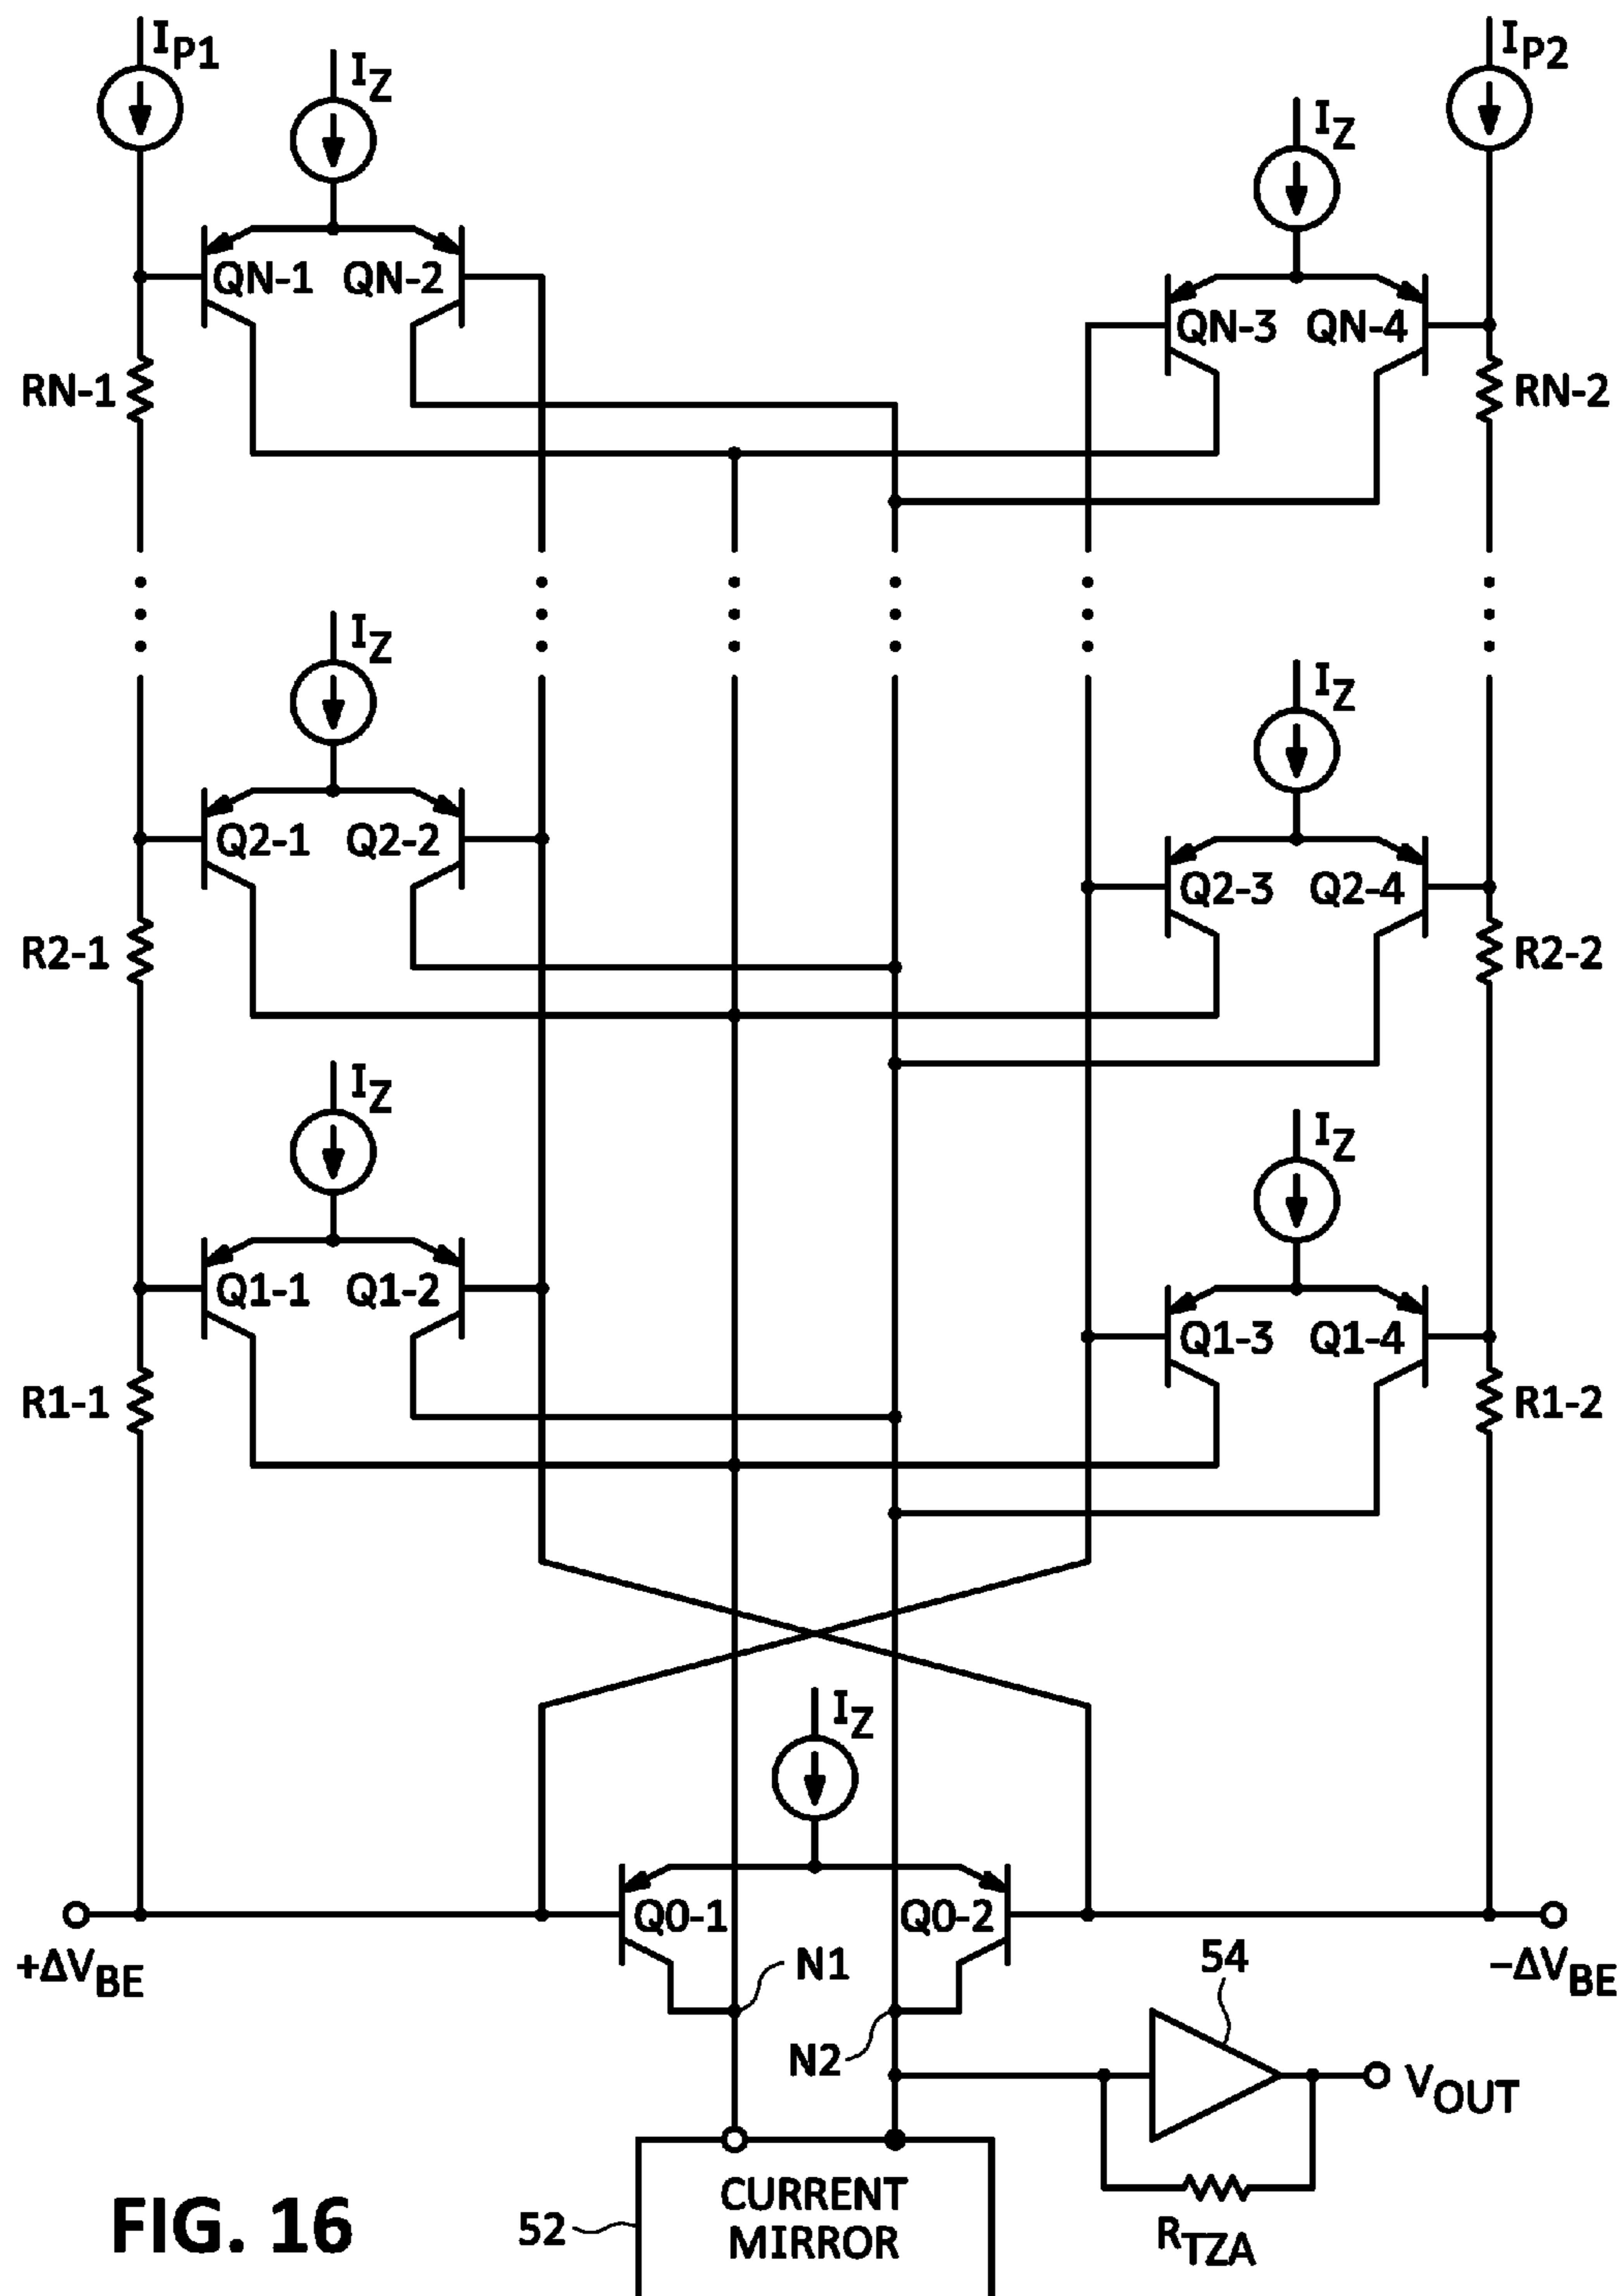 IP1
IZ
IZ
IP2
QN-1 QN-2
QN-3 QN-4
RN-1
RN-2
IZ
IZ
Q2-1 Q2-2
Q2-3 Q2-4
R2-1
R2-2
IZ
IZ
Q1-1 Q1-2
Q1-3 Q1-4
R1-1
R1-2
IZ
Q0-1 Q0-2
+ΔVBE
N1
54
−ΔVBE
N2
VOUT
CURRENT
MIRROR
52
RTZA
FIG. 16